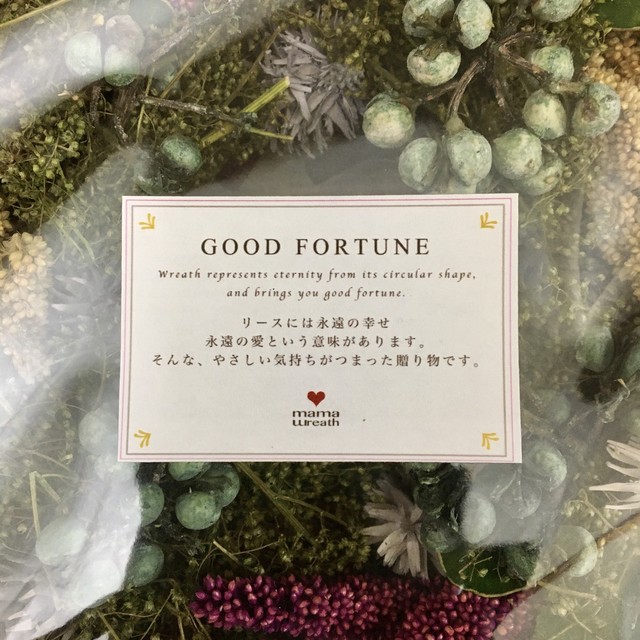 GOOD FORTUNE
Wreath represents eternity from its circular shape,
and brings you good fortune.
リースには永遠の幸せ
永遠の愛という意味があります。
そんな、やさしい気持ちがつまった贈り物です。
mama
wreath